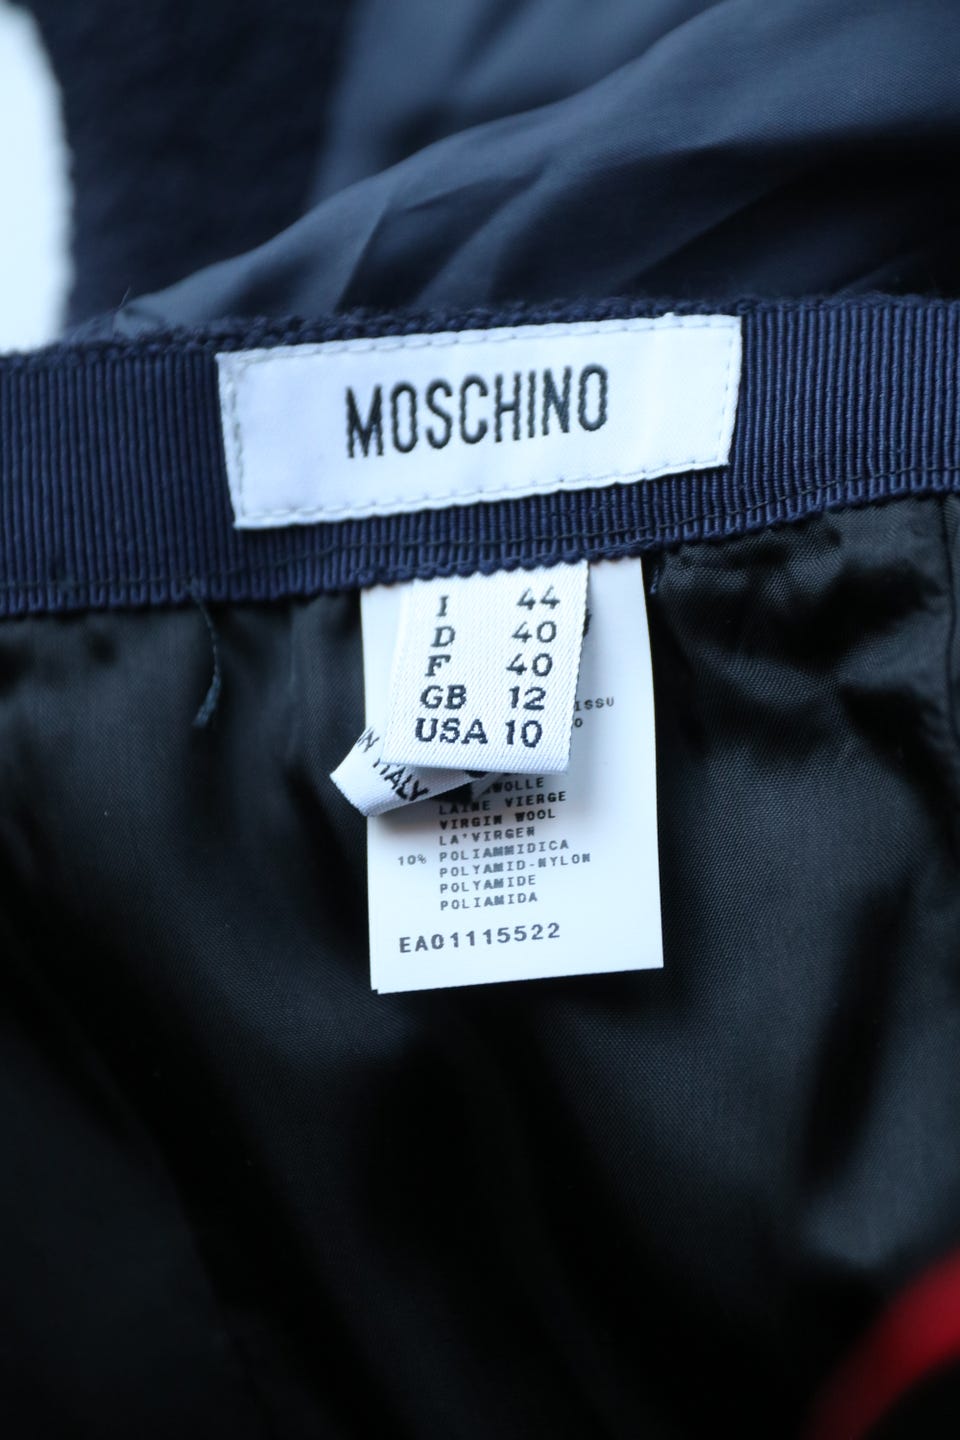 MOSCHINO
I 44
D 40
F 40
GB 12
USA 10
ITALY
LAINE VIERGE
VIRGIN WOOL
LA'VIRGEN
10% POLIAMMIDICA
POLYAMID-NYLON
POLYAMIDE
POLIAMIDA
EA01115522